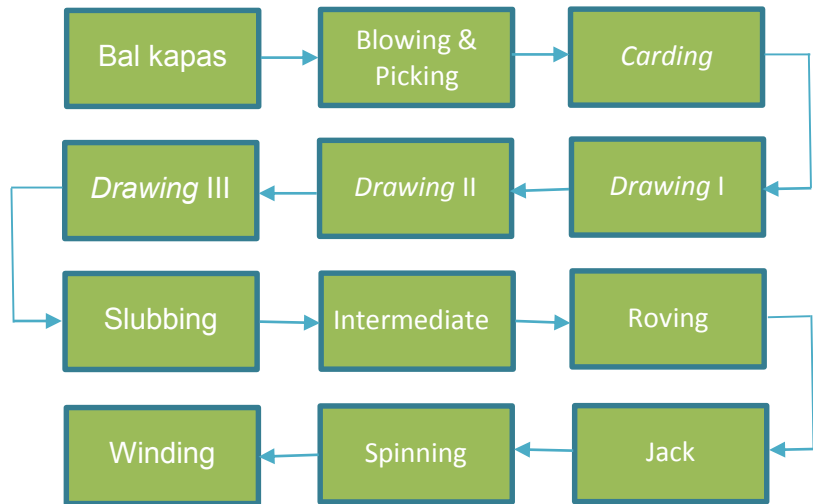 Bal kapas
Blowing &
Picking
Carding
Drawing I
Drawing II
Drawing III
Slubbing
Intermediate
Roving
Jack
Spinning
Winding